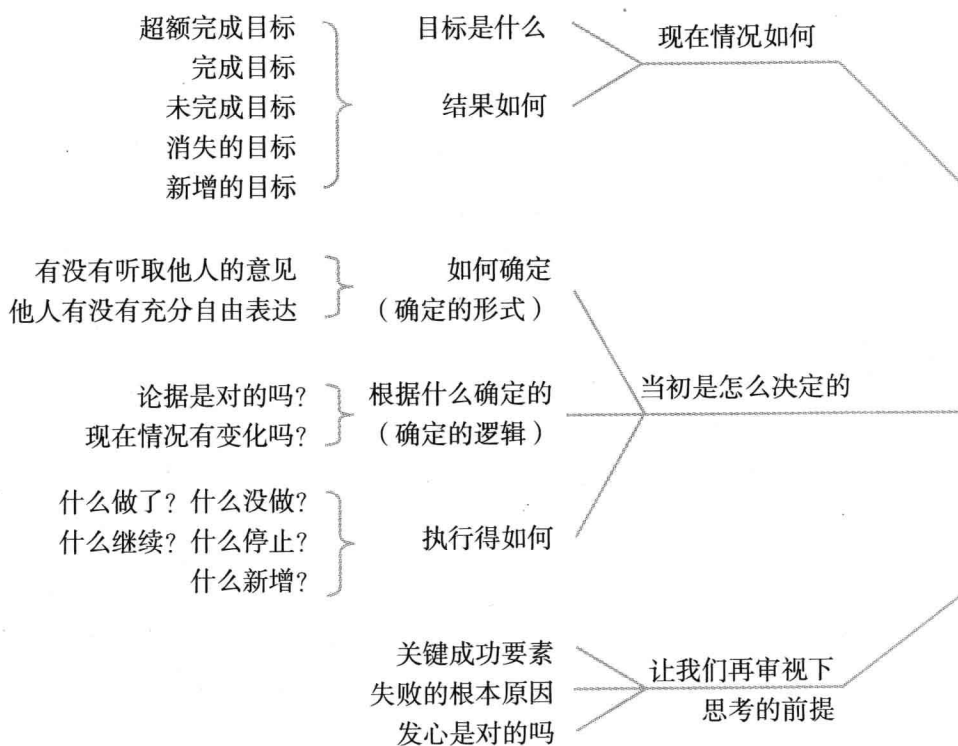 超额完成目标
完成目标
未完成目标
消失的目标
新增的目标
目标是什么
结果如何
现在情况如何
有没有听取他人的意见
他人有没有充分自由表达
如何确定
（确定的形式）
论据是对的吗？
现在情况有变化吗？
根据什么确定的
（确定的逻辑）
当初是怎么决定的
什么做了？什么没做？
什么继续？什么停止？
什么新增？
执行得如何
关键成功要素
失败的根本原因
发心是对的吗
让我们再审视下
思考的前提